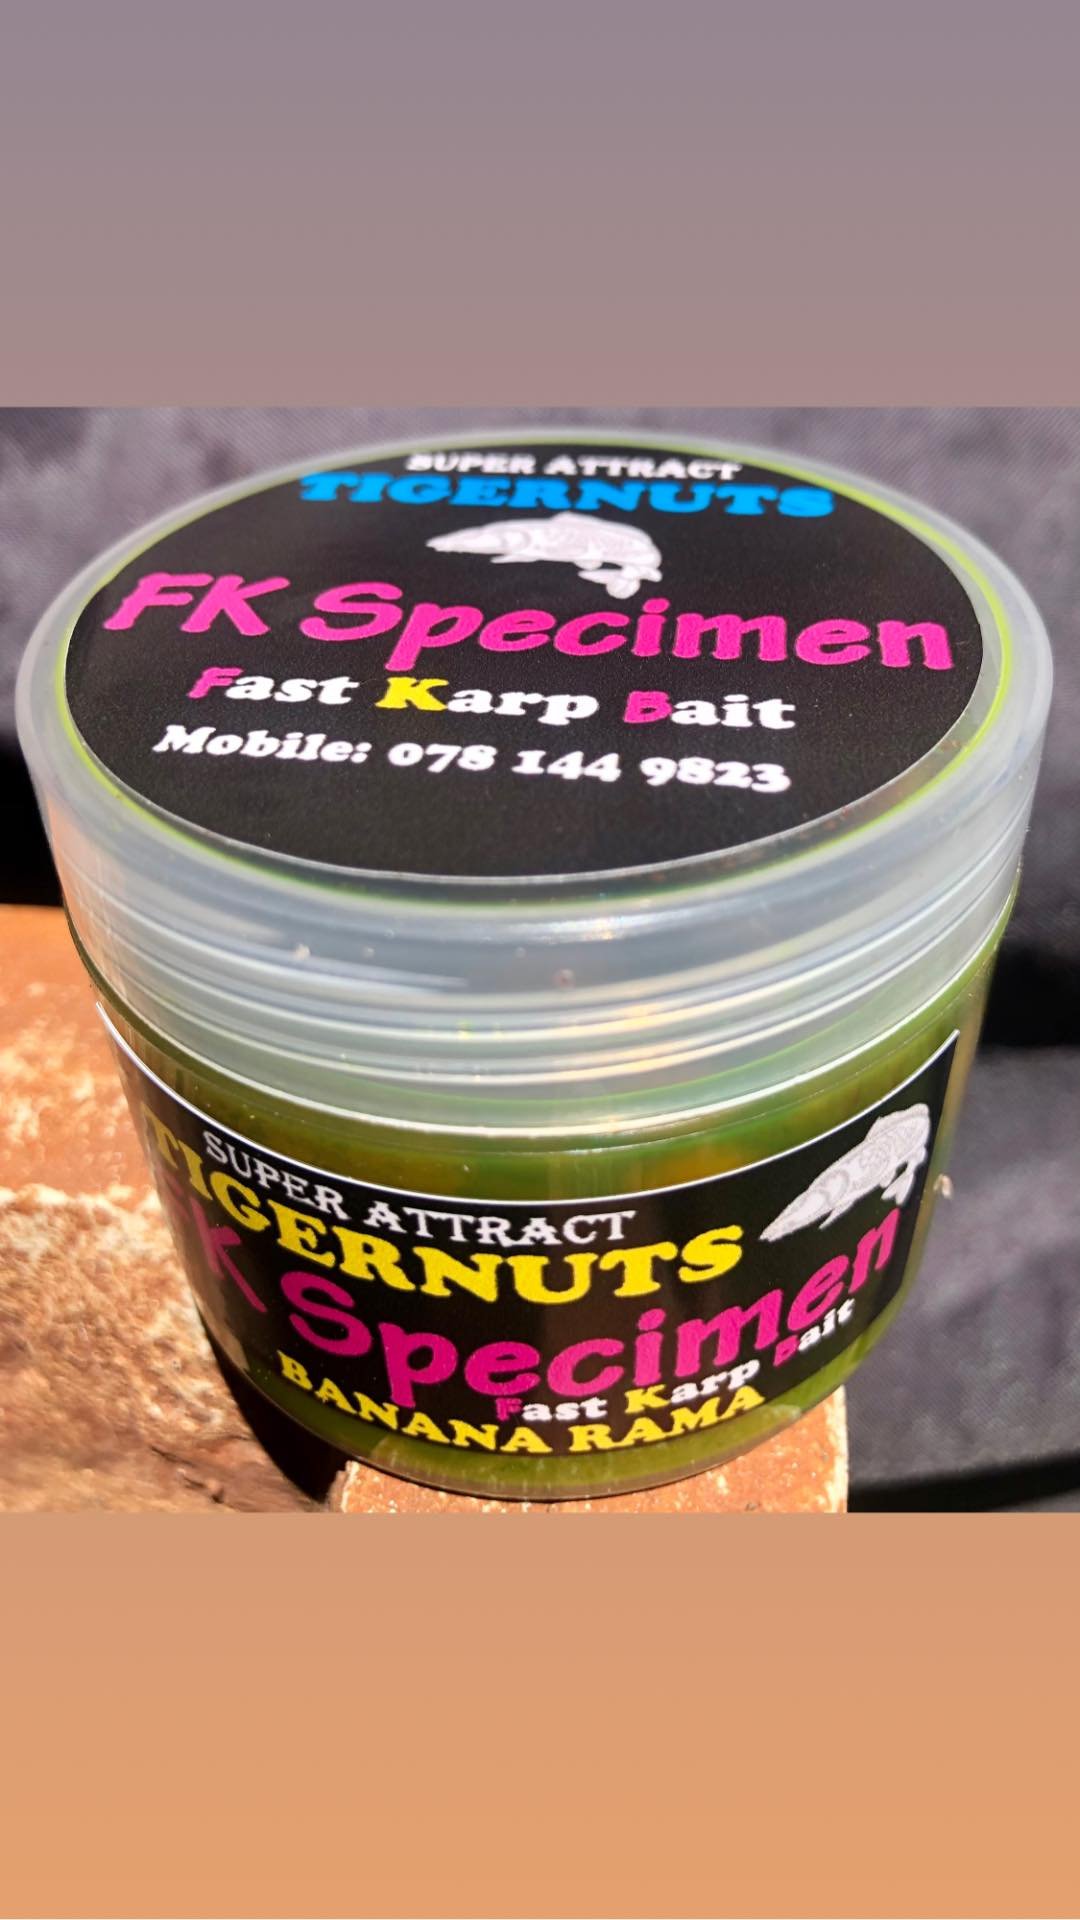 SUPER ATTRACT
TIGERNUTS
FK Specimen
Fast Karp Bait
Mobile: 078 144 9823
SUPER ATTRACT
TIGERNUTS
FK Specimen
Fast Karp Bait
BANANA RAMA